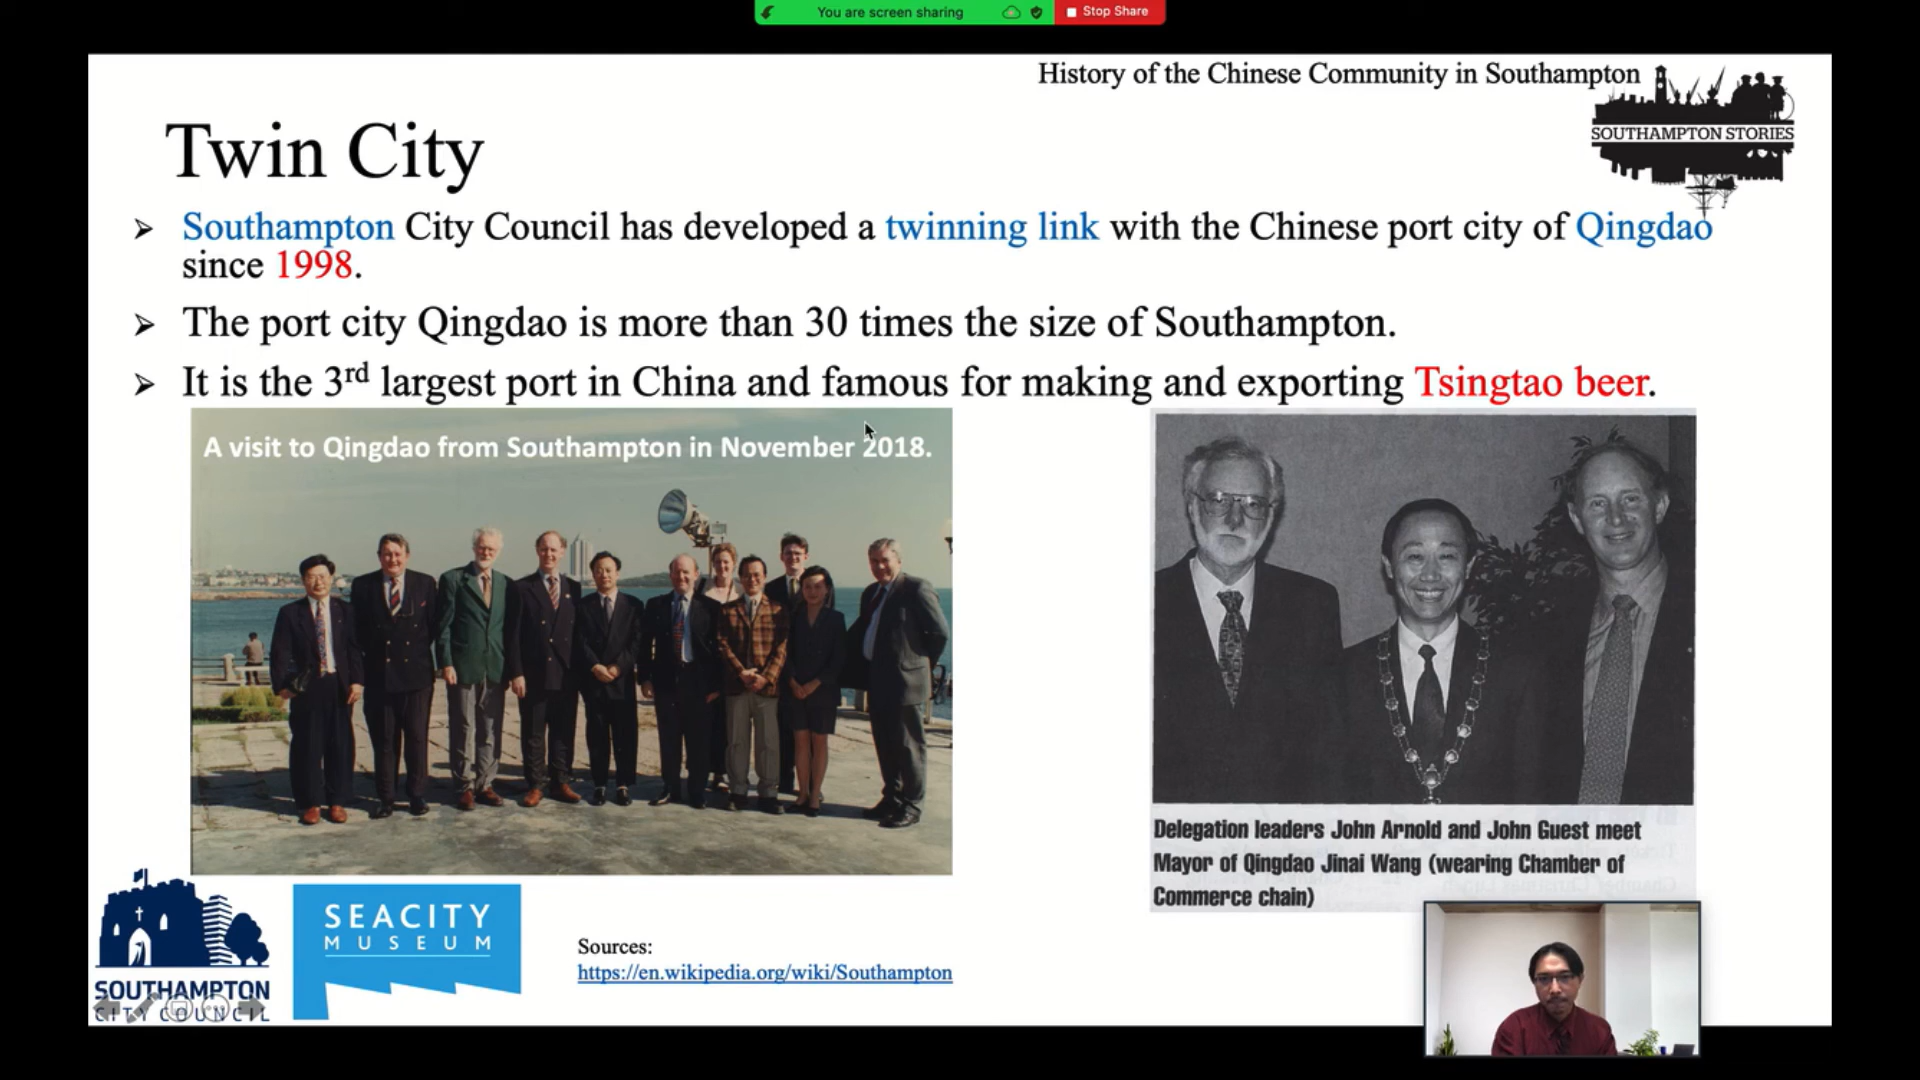 You are screen sharing
Stop Share
History of the Chinese Community in Southampton
SOUTHAMPTON STORIES
Twin City
➢ Southampton City Council has developed a twinning link with the Chinese port city of Qingdao
since 1998.
➢ The port city Qingdao is more than 30 times the size of Southampton.
➢ It is the 3rd largest port in China and famous for making and exporting Tsingtao beer.
A visit to Qingdao from Southampton in November 2018.
Delegation leaders John Arnold and John Guest meet
Mayor of Qingdao Jinai Wang (wearing Chamber of
Commerce chain)
SOUTHAMPTON
CITY COUNCIL
SEACITY
MUSEUM
Sources:
https://en.wikipedia.org/wiki/Southampton